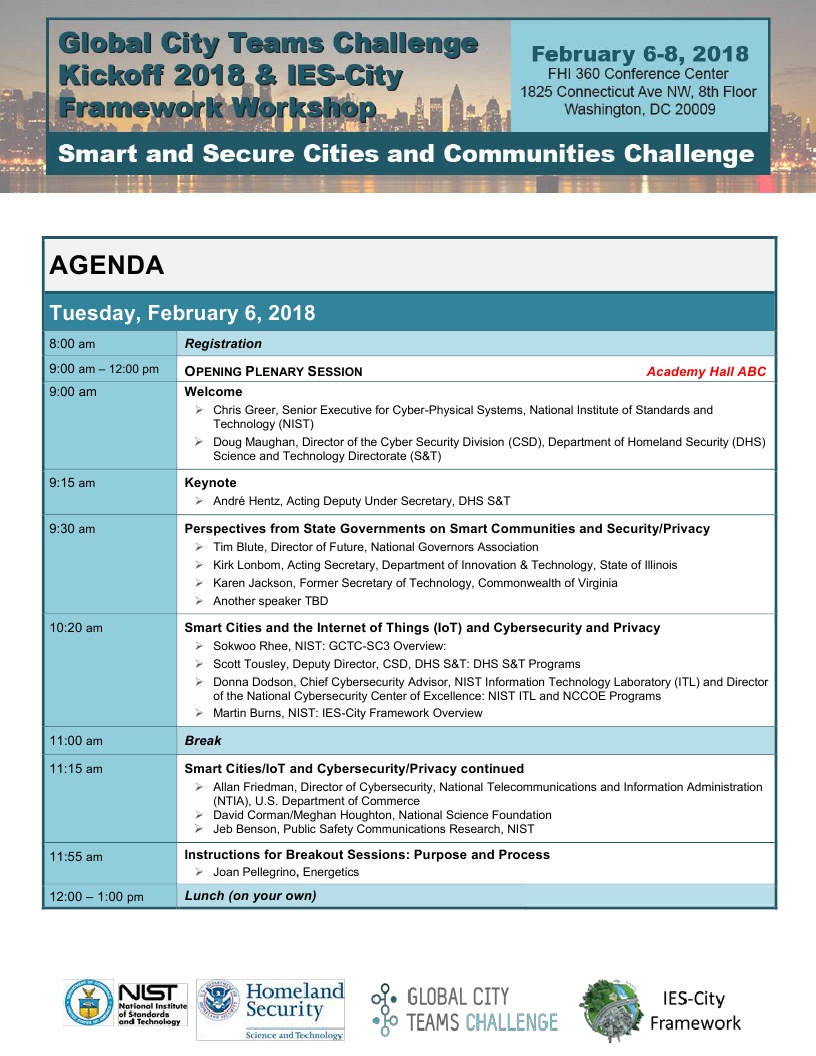 Global City Teams Challenge
Kickoff 2018 & IES-City
Framework Workshop
February 6-8, 2018
FHI 360 Conference Center
1825 Connecticut Ave NW, 8th Floor
Washington, DC 20009
Smart and Secure Cities and Communities Challenge
AGENDA
Tuesday, February 6, 2018
8:00 am Registration
9:00 am – 12:00 pm OPENING PLENARY SESSION Academy Hall ABC
9:00 am Welcome
➢ Chris Greer, Senior Executive for Cyber-Physical Systems, National Institute of Standards and
Technology (NIST)
➢ Doug Maughan, Director of the Cyber Security Division (CSD), Department of Homeland Security (DHS)
Science and Technology Directorate (S&T)
9:15 am Keynote
➢ André Hentz, Acting Deputy Under Secretary, DHS S&T
9:30 am Perspectives from State Governments on Smart Communities and Security/Privacy
➢ Tim Blute, Director of Future, National Governors Association
➢ Kirk Lonbom, Acting Secretary, Department of Innovation & Technology, State of Illinois
➢ Karen Jackson, Former Secretary of Technology, Commonwealth of Virginia
➢ Another speaker TBD
10:20 am Smart Cities and the Internet of Things (IoT) and Cybersecurity and Privacy
➢ Sokwoo Rhee, NIST: GCTC-SC3 Overview:
➢ Scott Tousley, Deputy Director, CSD, DHS S&T: DHS S&T Programs
➢ Donna Dodson, Chief Cybersecurity Advisor, NIST Information Technology Laboratory (ITL) and Director
of the National Cybersecurity Center of Excellence: NIST ITL and NCCOE Programs
➢ Martin Burns, NIST: IES-City Framework Overview
11:00 am Break
11:15 am Smart Cities/IoT and Cybersecurity/Privacy continued
➢ Allan Friedman, Director of Cybersecurity, National Telecommunications and Information Administration
(NTIA), U.S. Department of Commerce
➢ David Corman/Meghan Houghton, National Science Foundation
➢ Jeb Benson, Public Safety Communications Research, NIST
11:55 am Instructions for Breakout Sessions: Purpose and Process
➢ Joan Pellegrino, Energetics
12:00 – 1:00 pm Lunch (on your own)
NIST
National Institute
of Standards
and Technology
Homeland
Security
Science and Technology
GLOBAL CITY
TEAMS CHALLENGE
IES-City
Framework